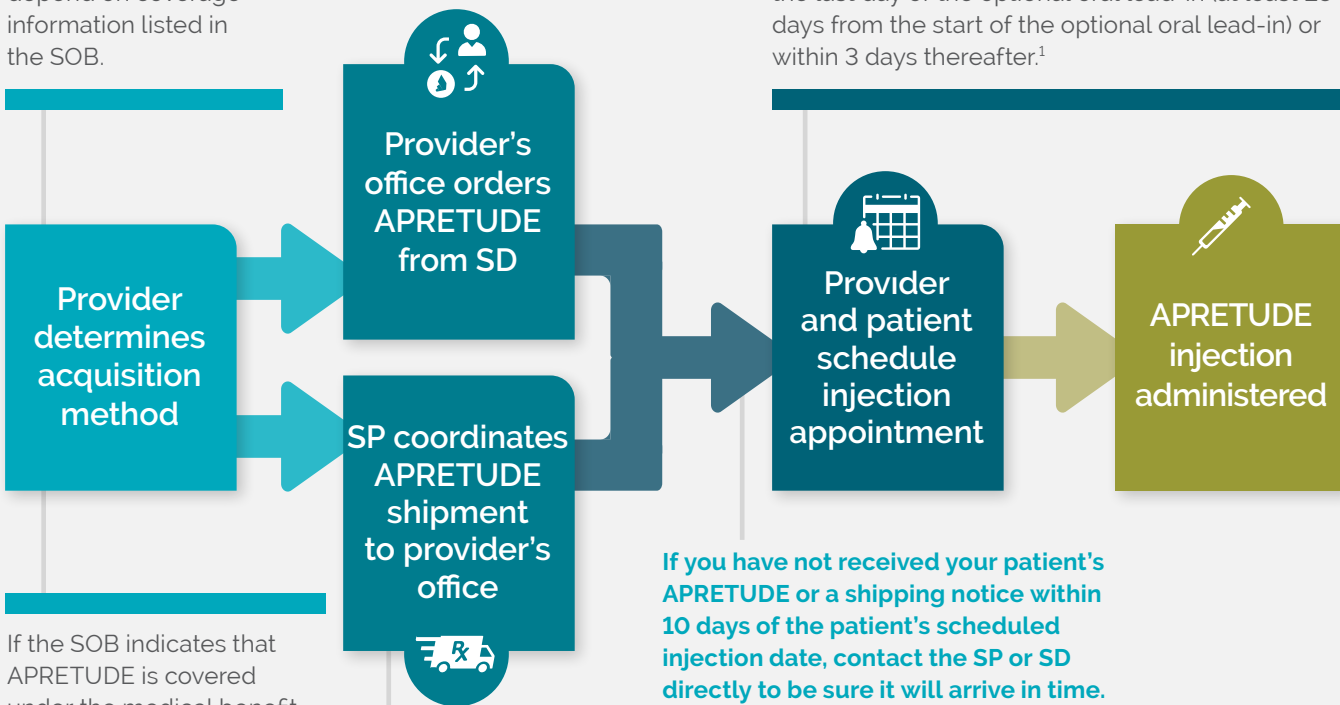 information listed in
the SOB.
days from the start of the optional oral lead-in) or
within 3 days thereafter.1
Provider's
office orders
APRETUDE
from SD
Provider
determines
acquisition
method
SP coordinates
APRETUDE
shipment
to provider's
office
Rx
Provider
and patient
schedule
injection
appointment
APRETUDE
injection
administered
If you have not received your patient's
APRETUDE or a shipping notice within
10 days of the patient's scheduled
injection date, contact the SP or SD
directly to be sure it will arrive in time.
If the SOB indicates that
APRETUDE is covered
under the medical benefit